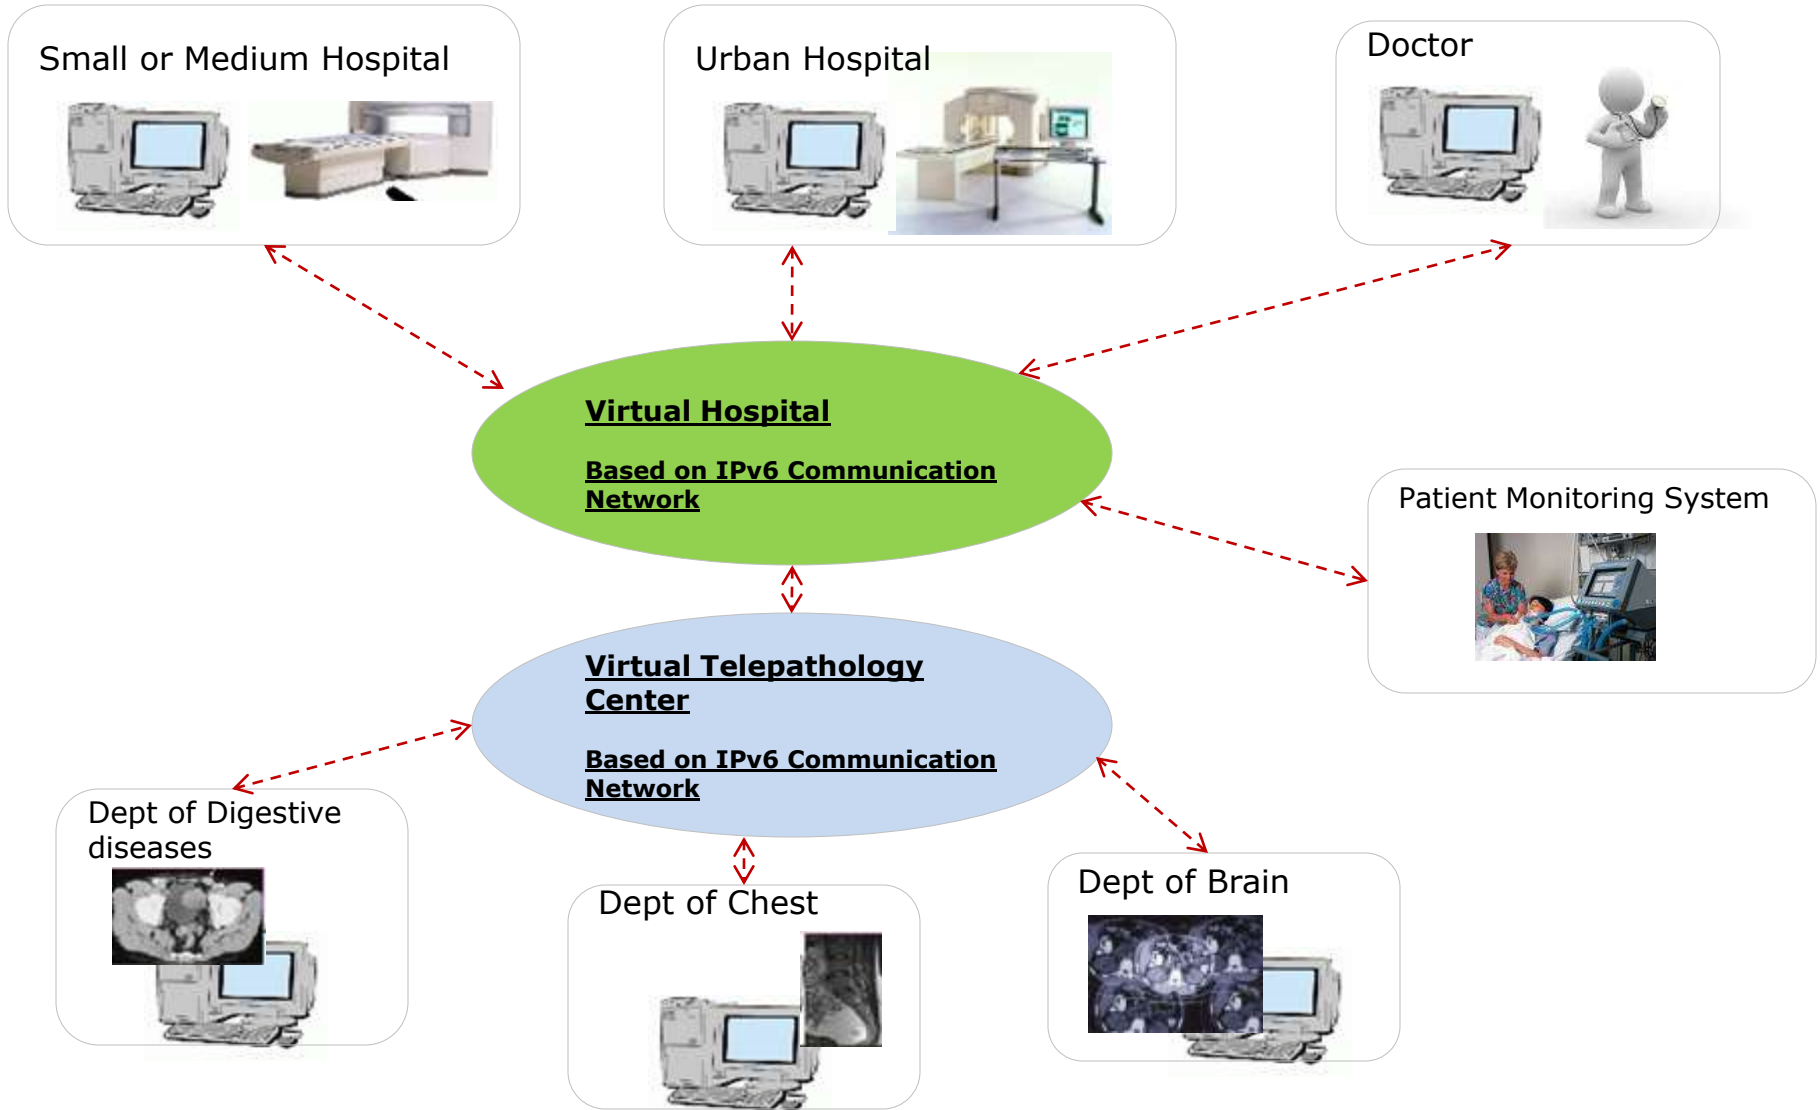 Small or Medium Hospital
Urban Hospital
Doctor
Virtual Hospital
Based on IPv6 Communication
Network
Patient Monitoring System
Virtual Telepathology
Center
Based on IPv6 Communication
Network
Dept of Digestive
diseases
Dept of Chest
Dept of Brain